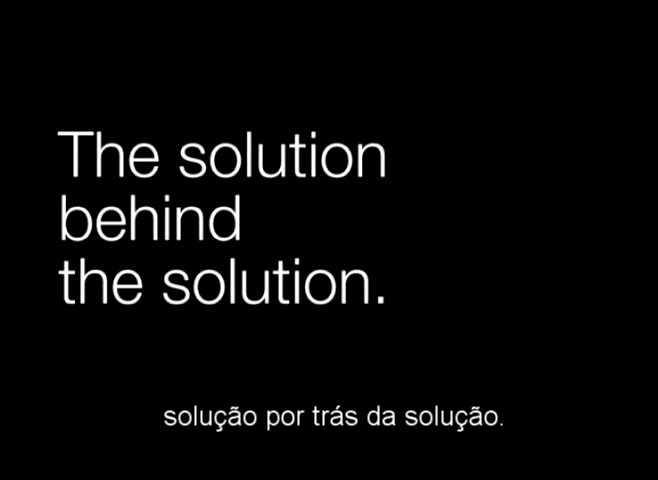 The solution
behind
the solution.
solução por trás da solução.